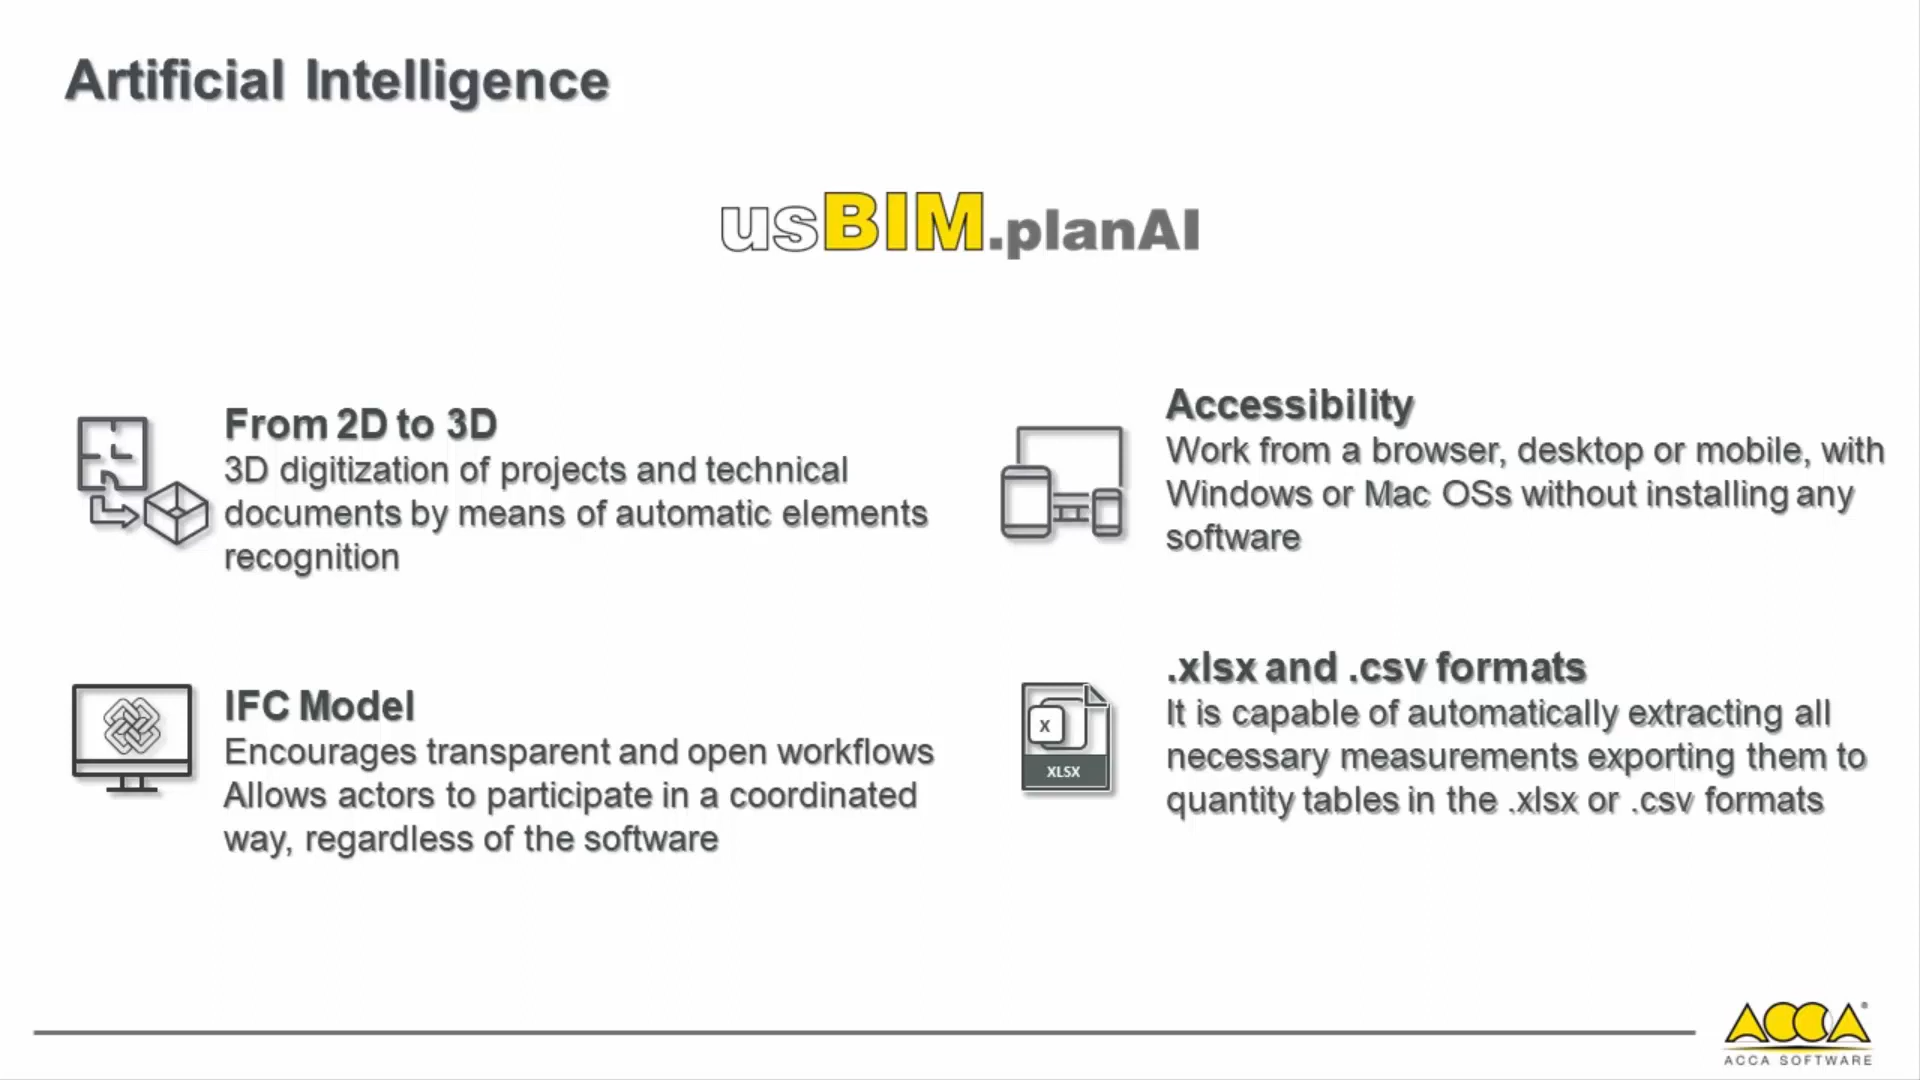 Artificial Intelligence
usBIM.planAI
From 2D to 3D
3D digitization of projects and technical
documents by means of automatic elements
recognition
Accessibility
Work from a browser, desktop or mobile, with
Windows or Mac OSs without installing any
software
IFC Model
Encourages transparent and open workflows
Allows actors to participate in a coordinated
way, regardless of the software
.xlsx and .csv formats
It is capable of automatically extracting all
necessary measurements exporting them to
quantity tables in the .xlsx or .csv formats
X
XLSX
ACCA®
ACCA SOFTWARE